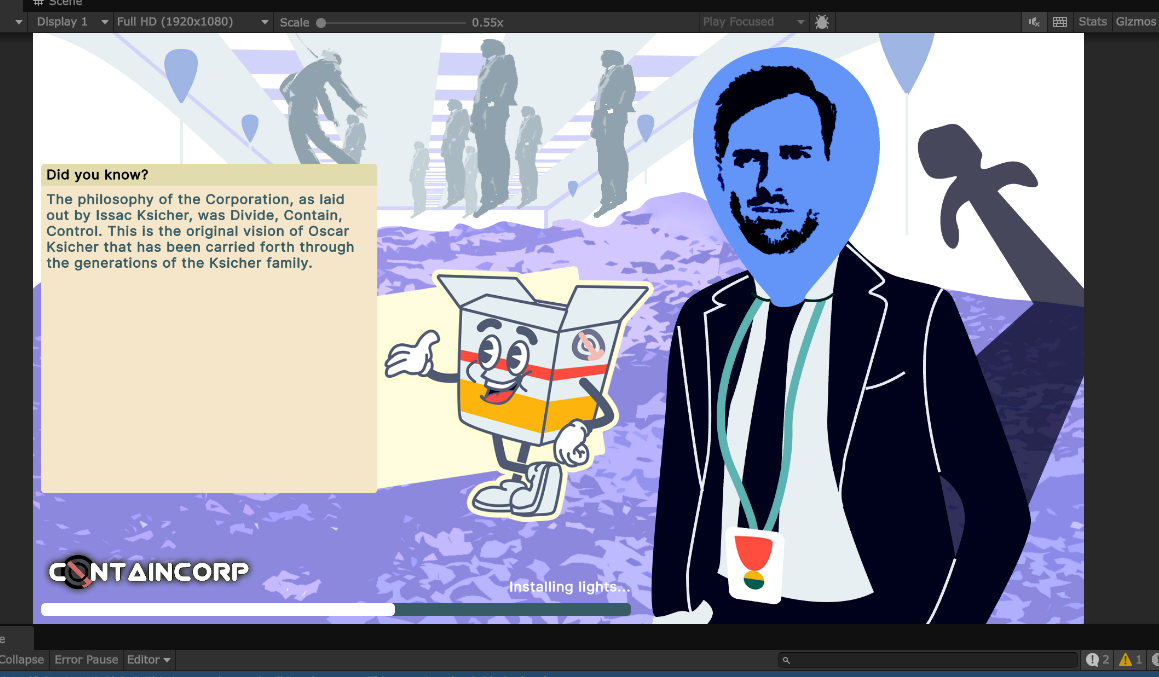 Scene
Display 1
Full HD (1920x1080)
Scale
0.55x
Play Focused
Stats
Gizmos
Did you know?
The philosophy of the Corporation, as laid
out by Issac Ksicher, was Divide, Contain,
Control. This is the original vision of Oscar
Ksicher that has been carried forth through
the generations of the Ksicher family.
CONTAINCORP
Installing lights...
Collapse
Error Pause
Editor
2
1